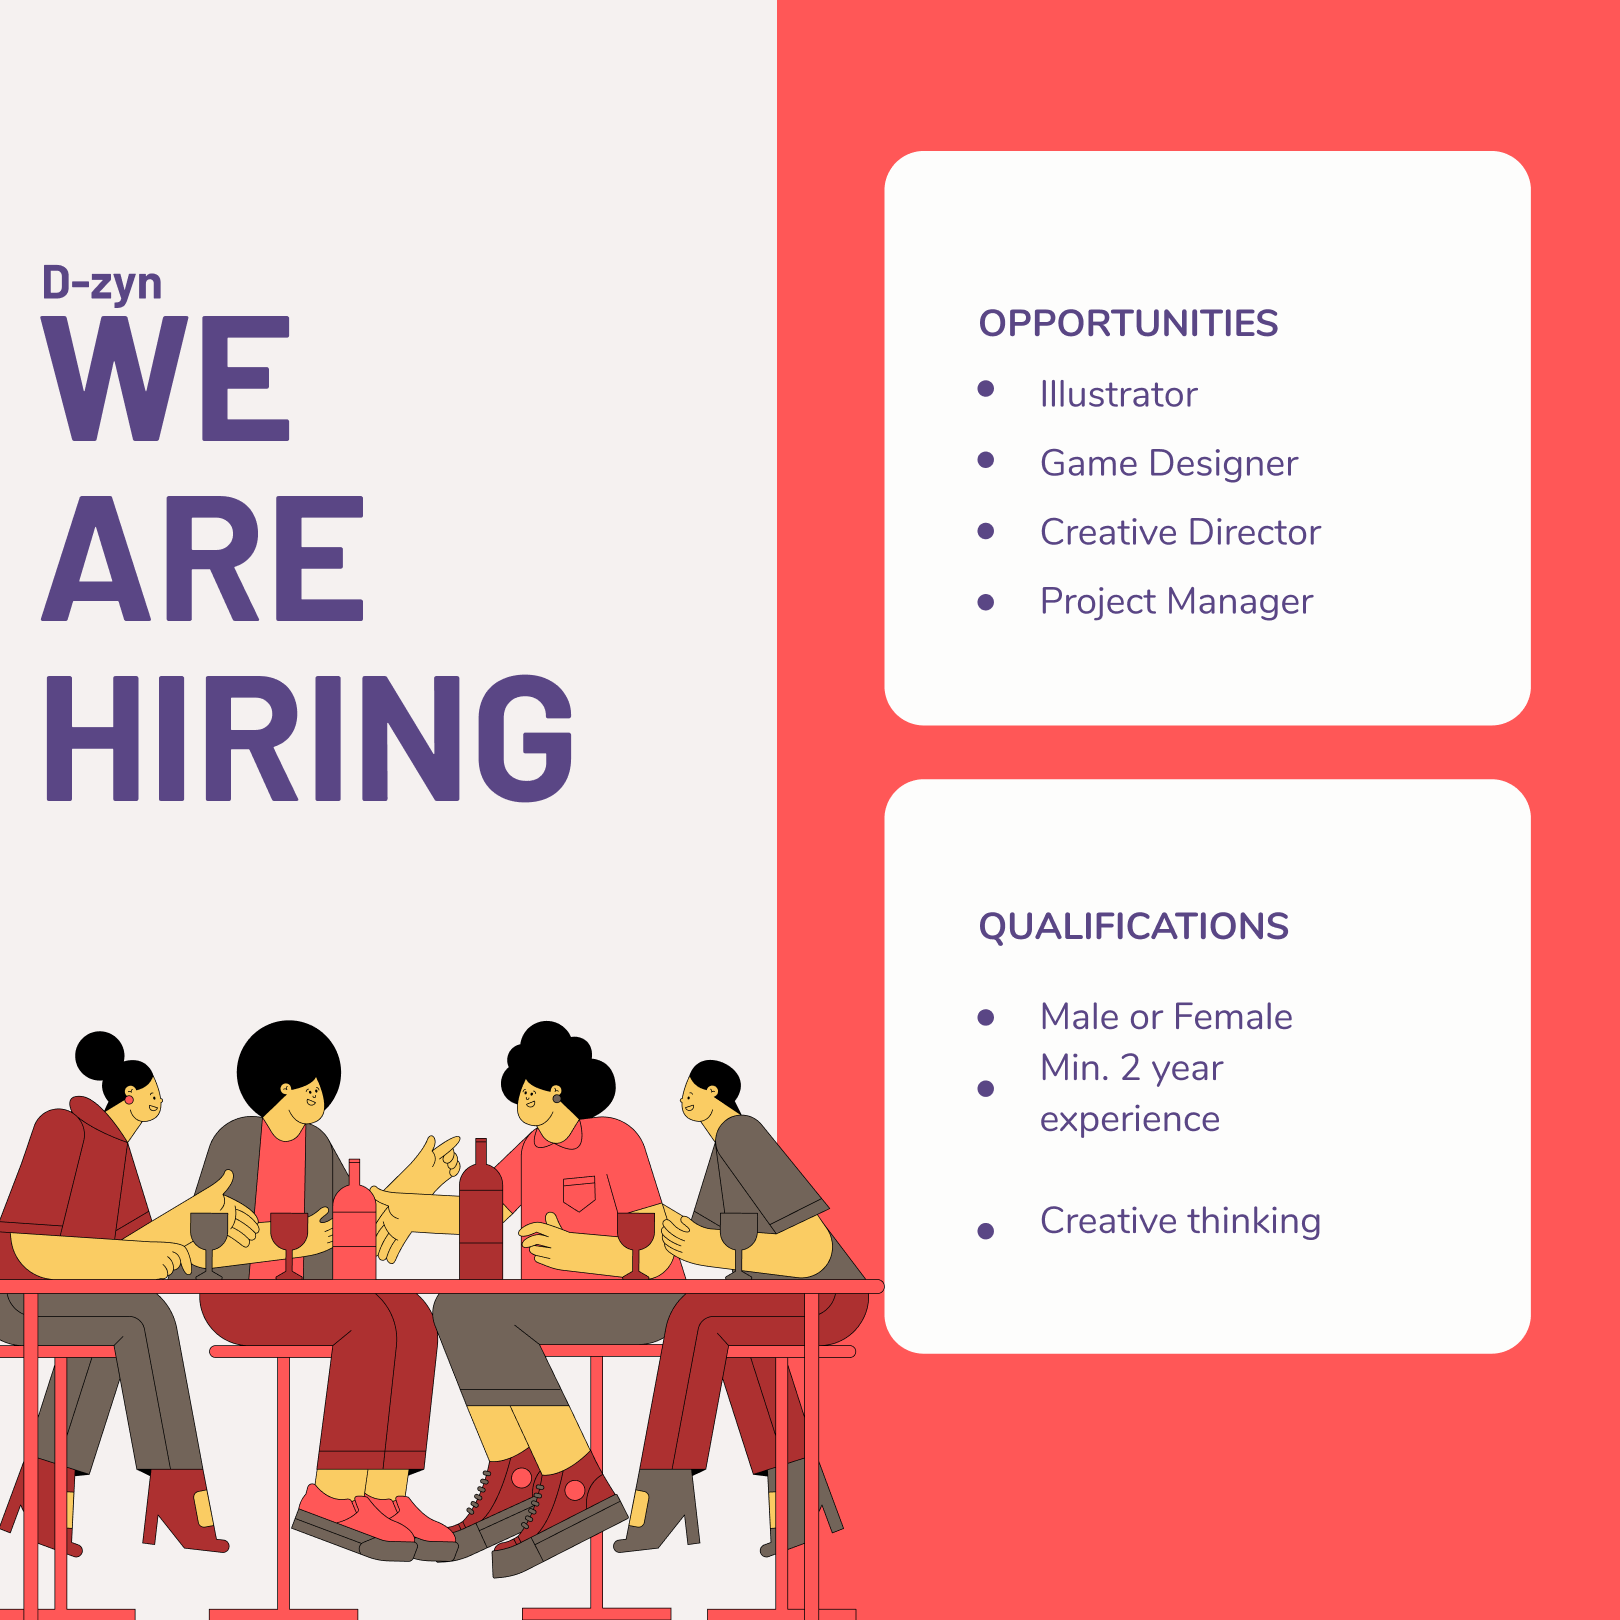 D-zyn
WE
ARE
HIRING
OPPORTUNITIES
Illustrator
Game Designer
Creative Director
Project Manager
QUALIFICATIONS
Male or Female
Min. 2 year
experience
Creative thinking